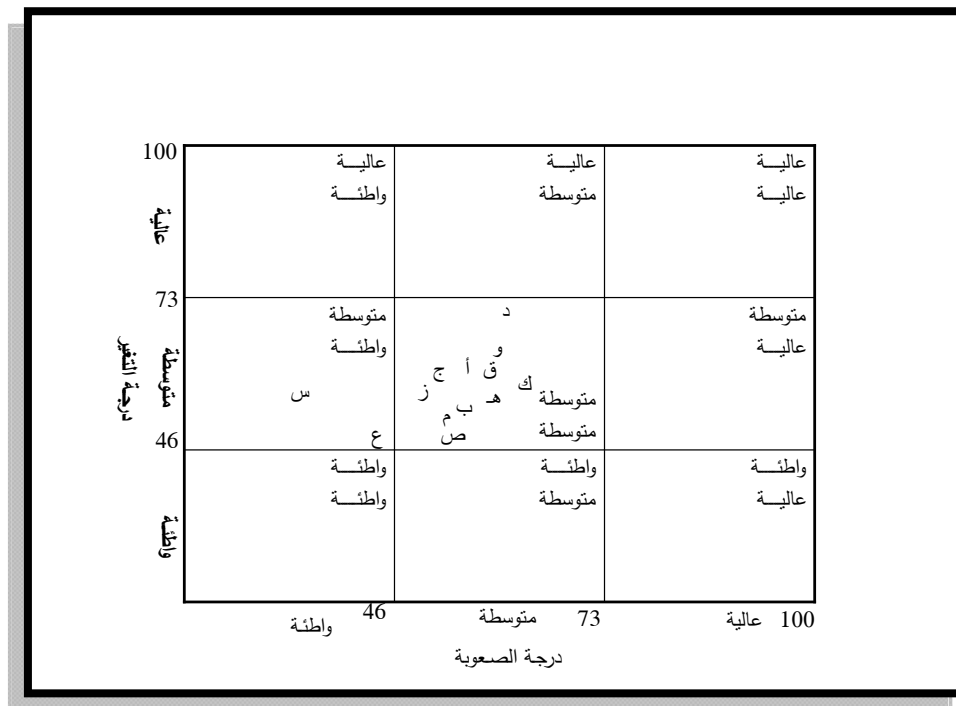 100
عاليـــة
عاليـــة
عاليـــة
واطئـــة
متوسطة
عاليـــة
عالية
73
متوسطة
د
متوسطة
واطئـــة
و
عاليـــة
أ
ق
ج
ك
ز
س
هـ
متوسطة
ب
م
ص
متوسطة
ع
متوسطة
درجة التغير
46
واطئـــة
واطئـــة
واطئـــة
واطئـــة
متوسطة
عاليـــة
واطئـة
46
واطئة
متوسطة
73
عالية
100
درجة الصعوبة